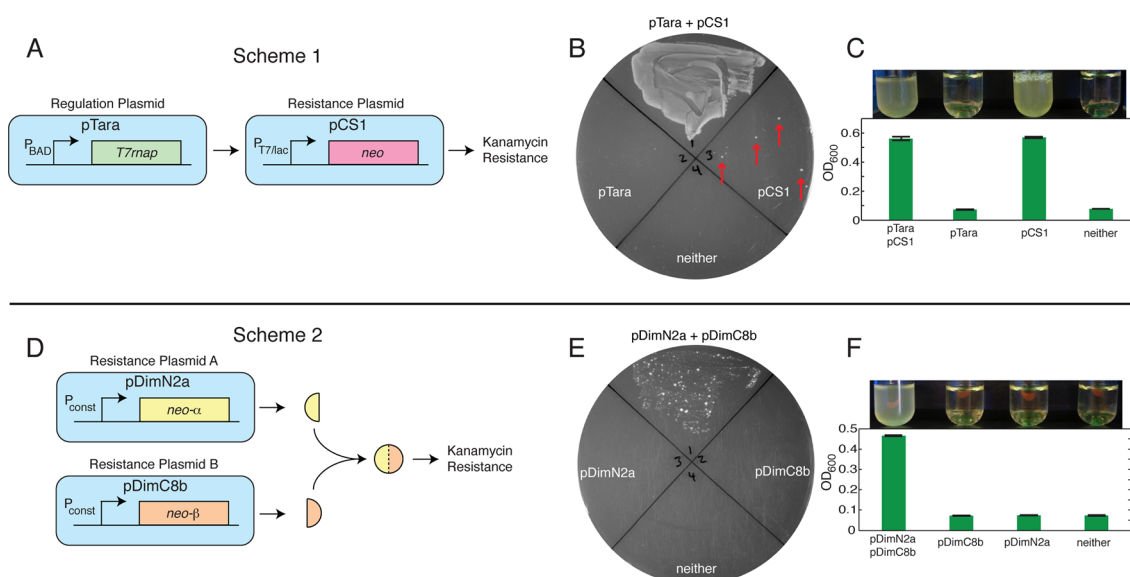 A
Scheme 1
Regulation Plasmid
pTara
PBAD
T7rnap
Resistance Plasmid
pCS1
PT7/lac
neo
Kanamycin
Resistance
B
pTara + pCS1
1
2
3
4
pTara
pCS1
neither
C
OD600
0.6
0.4
0.2
0
pTara
pCS1
pTara
pCS1
neither
D
Scheme 2
Resistance Plasmid A
pDimN2a
Pconst
neo-α
Resistance Plasmid B
pDimC8b
Pconst
neo-β
Kanamycin
Resistance
E
pDimN2a + pDimC8b
1
3
2
4
pDimN2a
pDimC8b
neither
F
OD600
0.5
0.4
0.3
0.2
0.1
0
pDimN2a
pDimC8b
pDimC8b
pDimN2a
neither